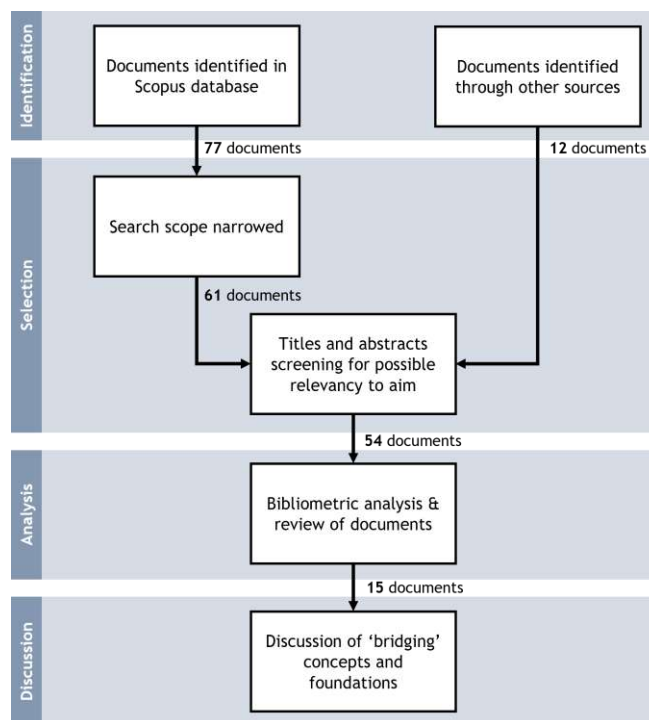 Identification
Documents identified in
Scopus database
Documents identified
through other sources
77 documents
12 documents
Selection
Search scope narrowed
61 documents
Titles and abstracts
screening for possible
relevancy to aim
54 documents
Analysis
Bibliometric analysis &
review of documents
15 documents
Discussion
Discussion of ‘bridging’
concepts and
foundations